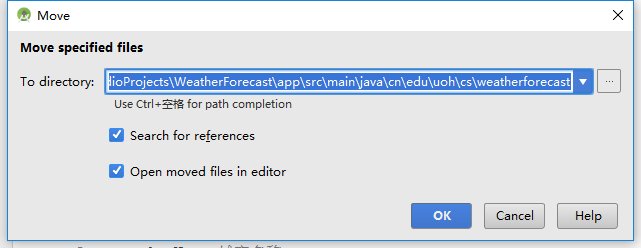 Move
Move specified files
To directory: dioProjects\WeatherForecast\app\src\main\java\cn\edu\uoh\cs\weatherforecast ...
Use Ctrl+空格 for path completion
Search for references
Open moved files in editor
OK Cancel Help